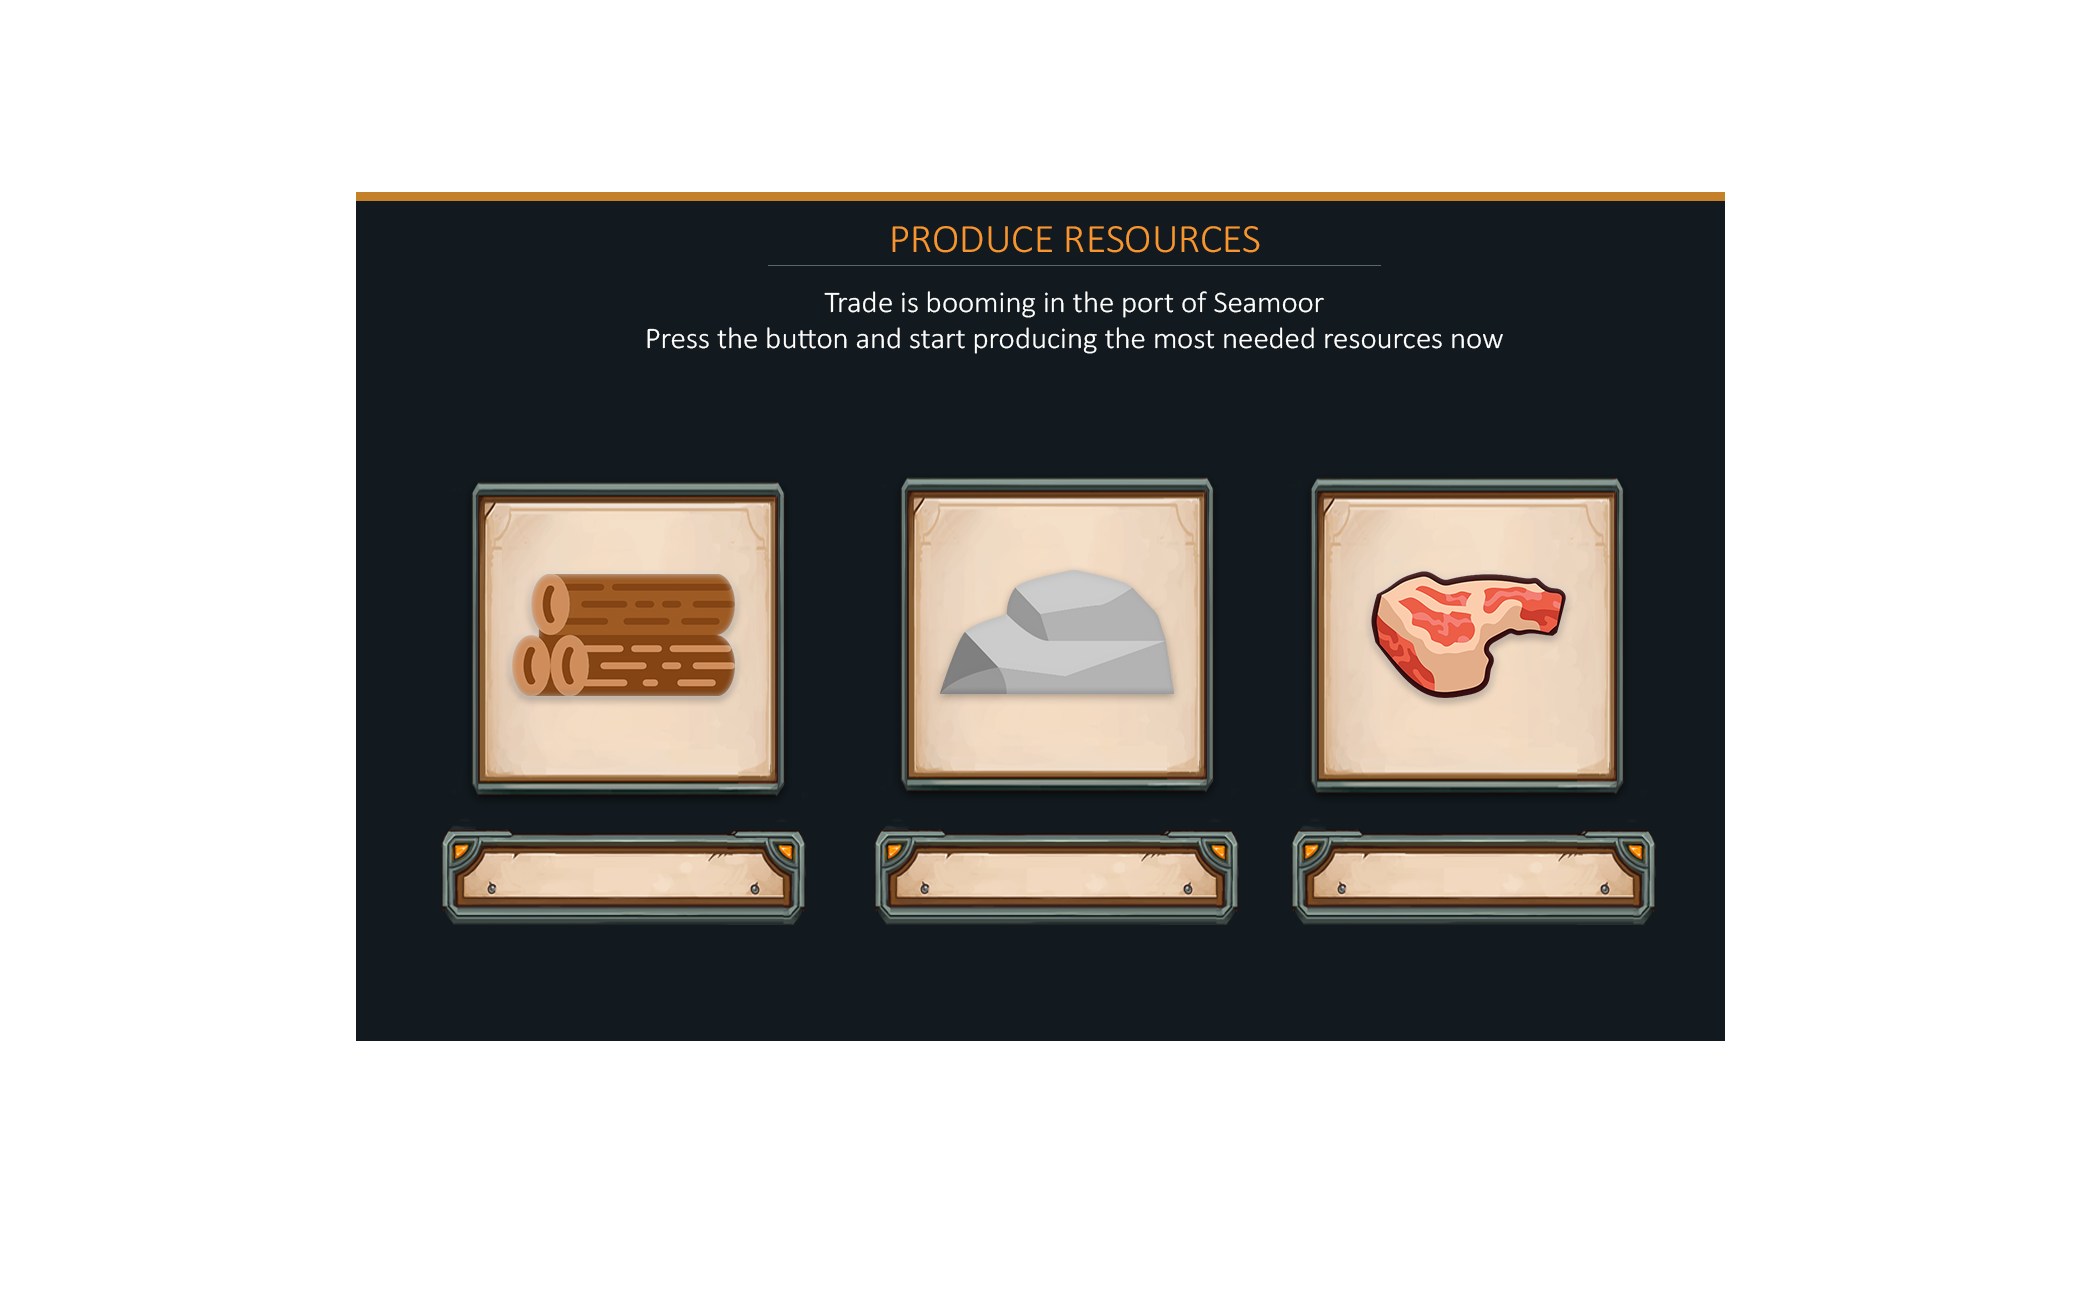 PRODUCE RESOURCES
Trade is booming in the port of Seamoor
Press the button and start producing the most needed resources now